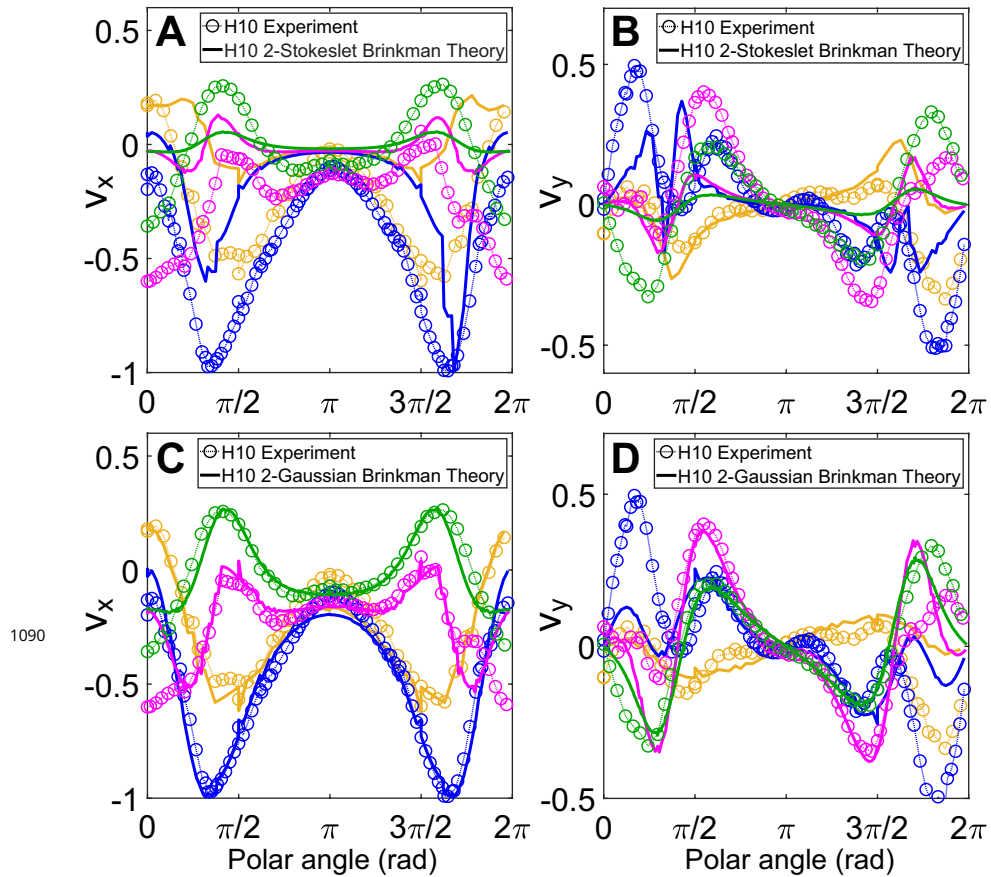 A
0.5
0
-0.5
-1
v_x
H10 Experiment
H10 2-Stokeslet Brinkman Theory
0 π/2 π 3π/2 2π
B
0.5
0
-0.5
v_y
H10 Experiment
H10 2-Stokeslet Brinkman Theory
0 π/2 π 3π/2 2π
C
0.5
0
-0.5
-1
v_x
H10 Experiment
H10 2-Gaussian Brinkman Theory
0 π/2 π 3π/2 2π
Polar angle (rad)
D
0.5
0
-0.5
v_y
H10 Experiment
H10 2-Gaussian Brinkman Theory
0 π/2 π 3π/2 2π
Polar angle (rad)
1090